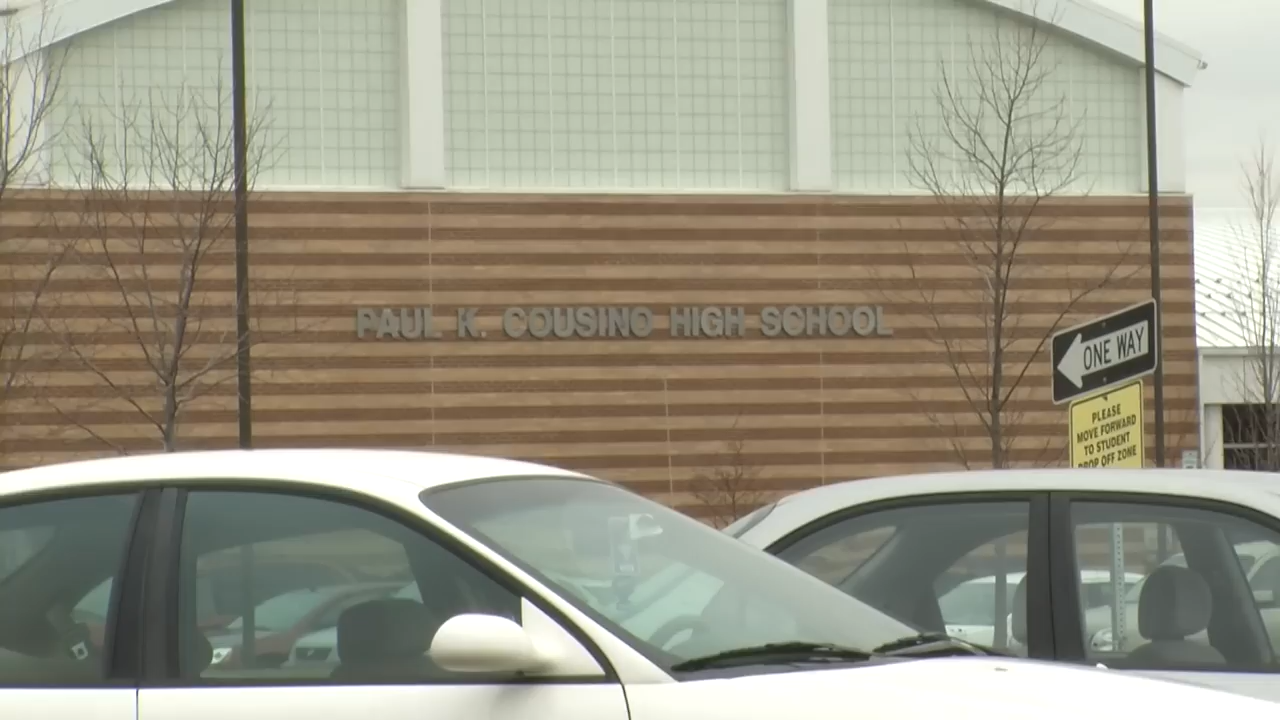 PAUL K. COUSINO HIGH SCHOOL
ONE WAY
PLEASE
MOVE FORWARD
TO STUDENT
DROP OFF ZONE